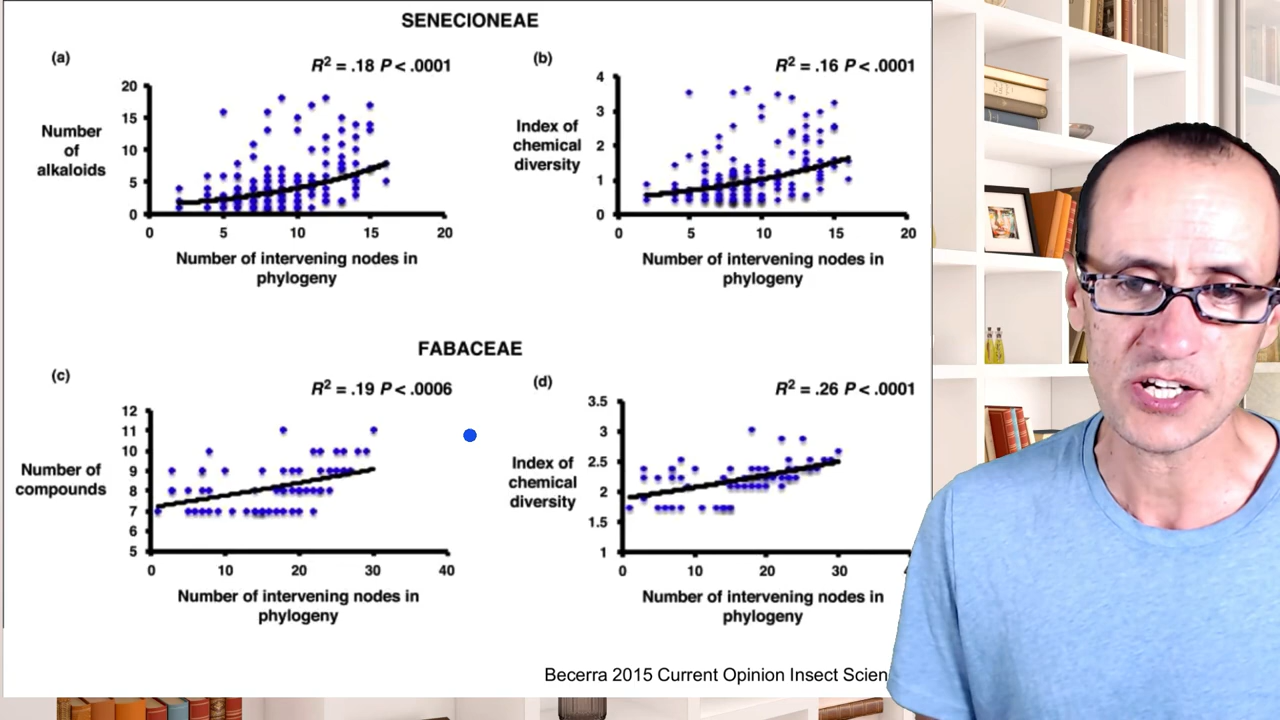 SENECIONEAE
(a)
R² = .18 P < .0001
Number
of
alkaloids
20
15
10
5
0
0 5 10 15 20
Number of intervening nodes in
phylogeny
(b)
R² = .16 P < .0001
Index of
chemical
diversity
4
3
2
1
0
0 5 10 15 20
Number of intervening nodes in
phylogeny
FABACEAE
(c)
R² = .19 P < .0006
Number of
compounds
12
11
10
9
8
7
6
5
0 10 20 30 40
Number of intervening nodes in
phylogeny
(d)
R² = .26 P < .0001
Index of
chemical
diversity
3.5
3
2.5
2
1.5
1
0 10 20 30
Number of intervening nodes in
phylogeny
Becerra 2015 Current Opinion Insect Scien